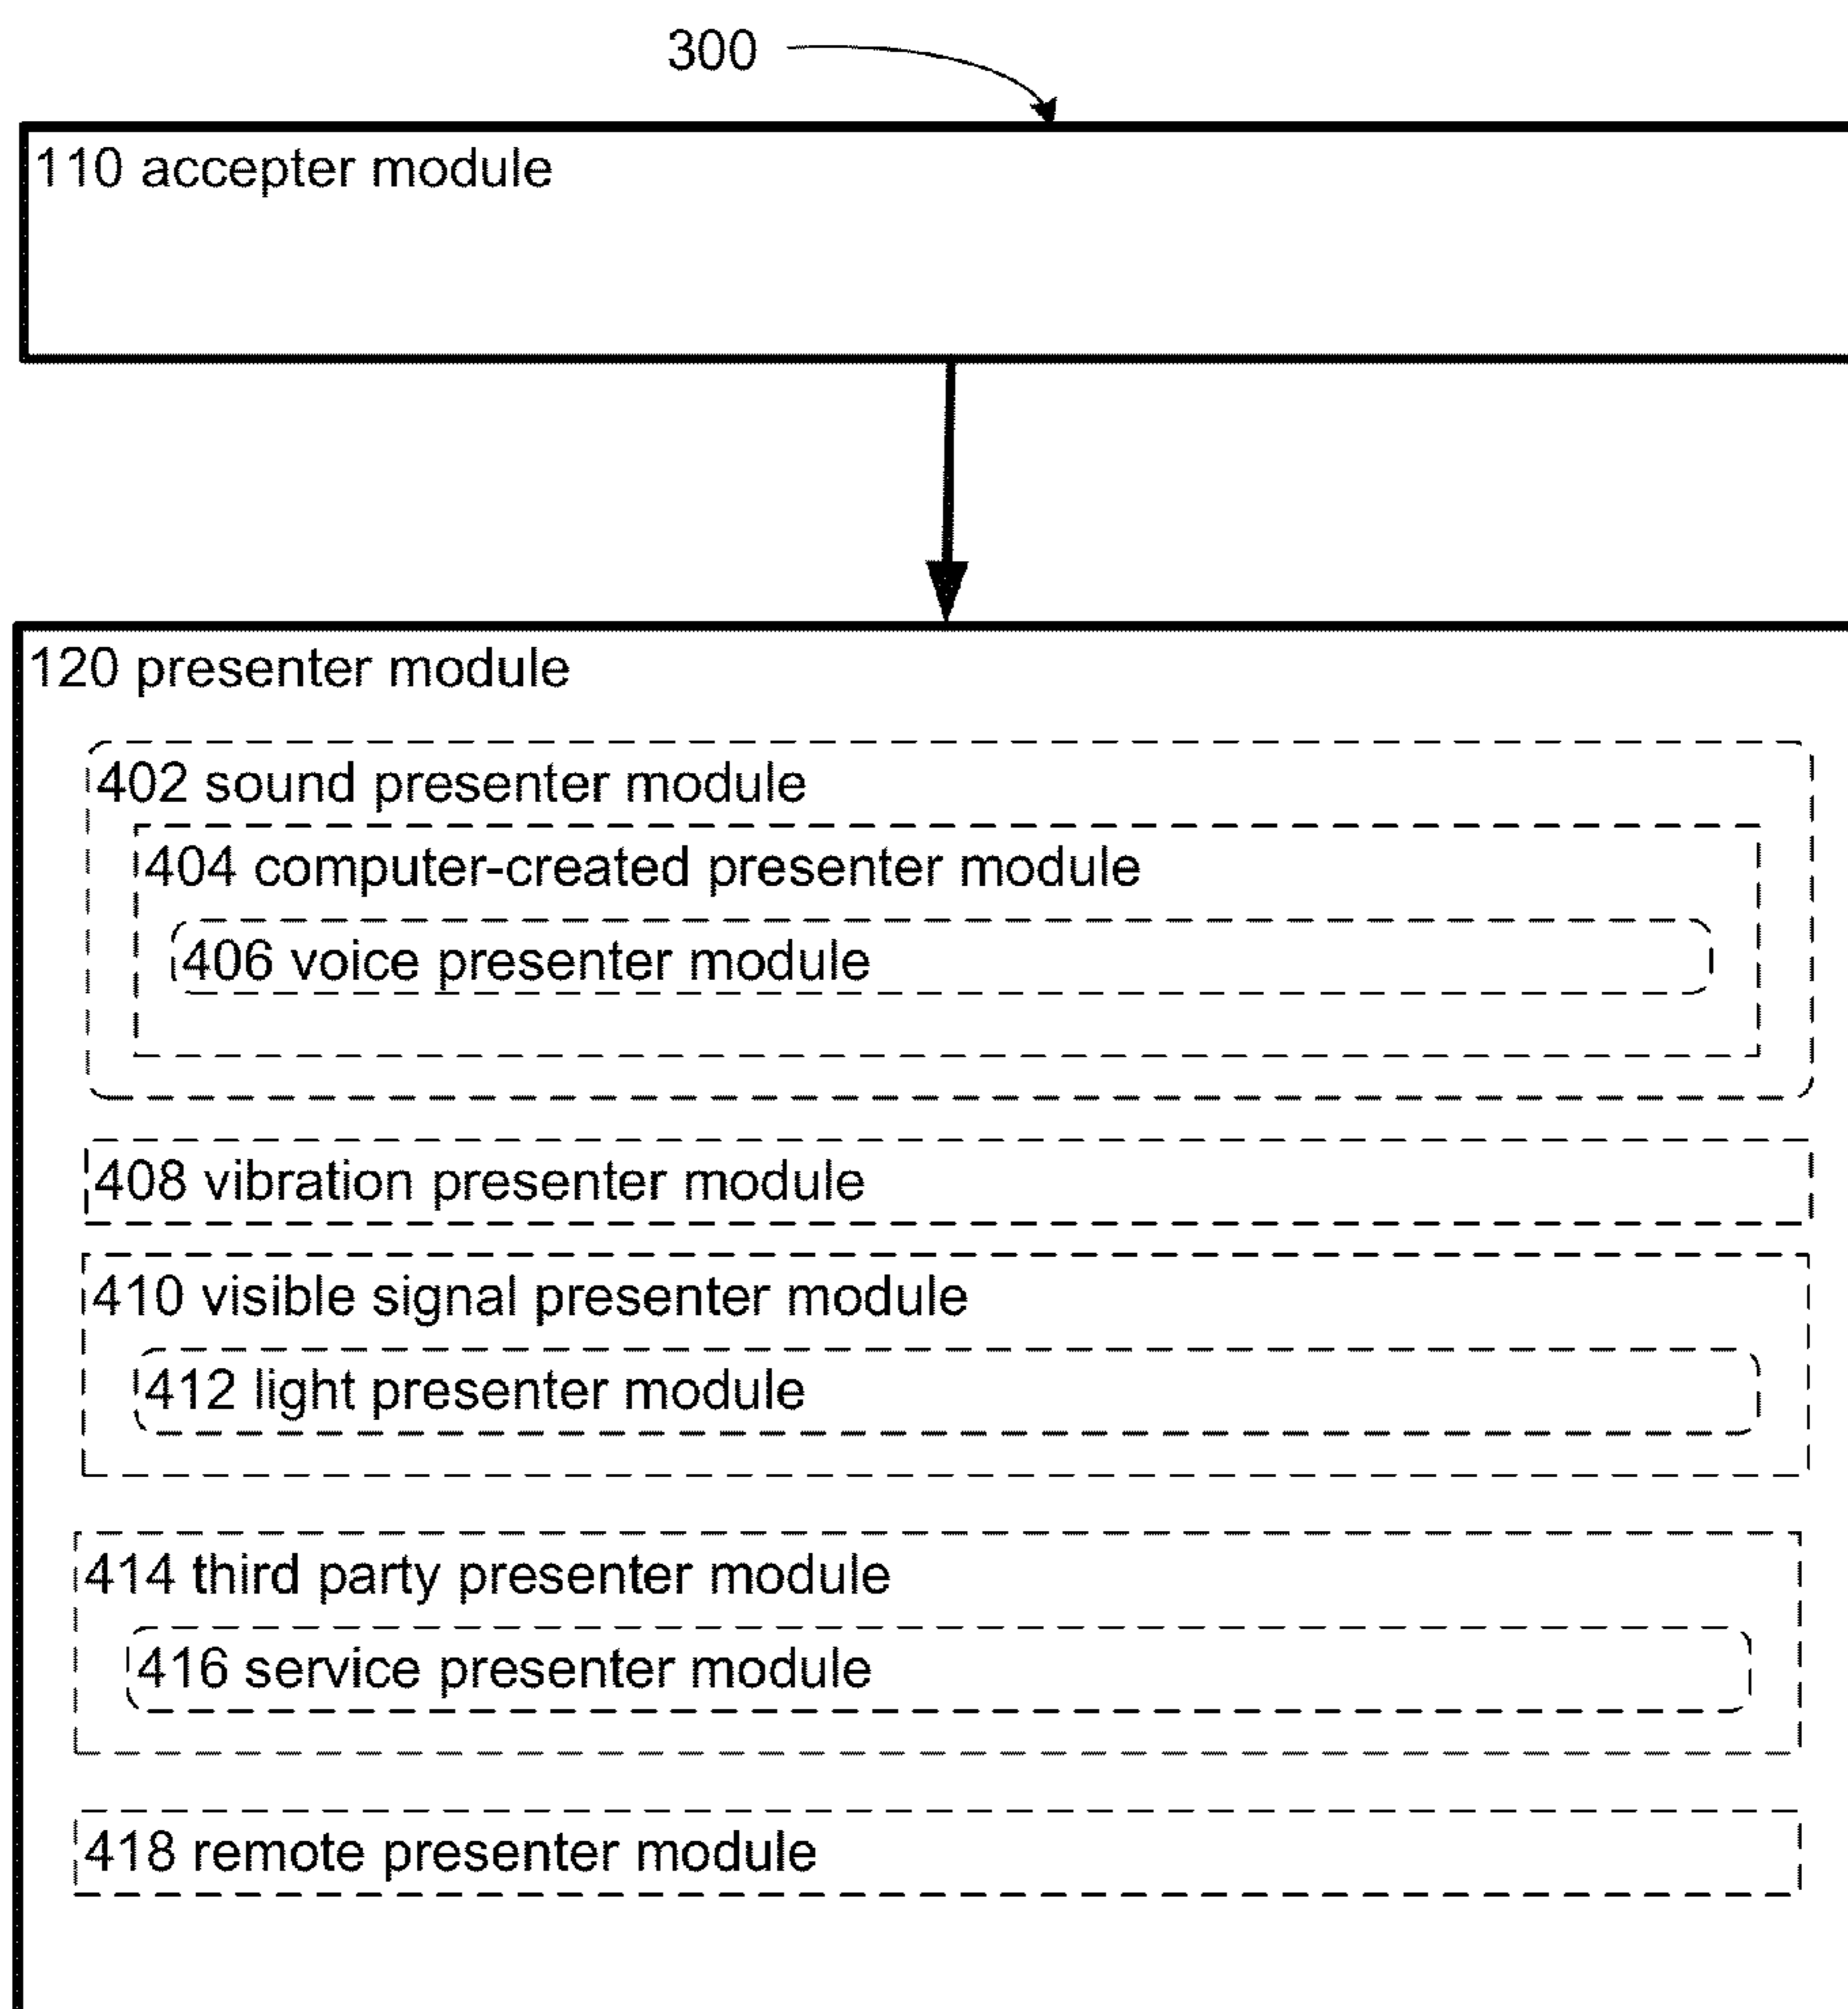 300
110 accepter module
120 presenter module
402 sound presenter module
404 computer-created presenter module
406 voice presenter module
408 vibration presenter module
410 visible signal presenter module
412 light presenter module
414 third party presenter module
416 service presenter module
418 remote presenter module